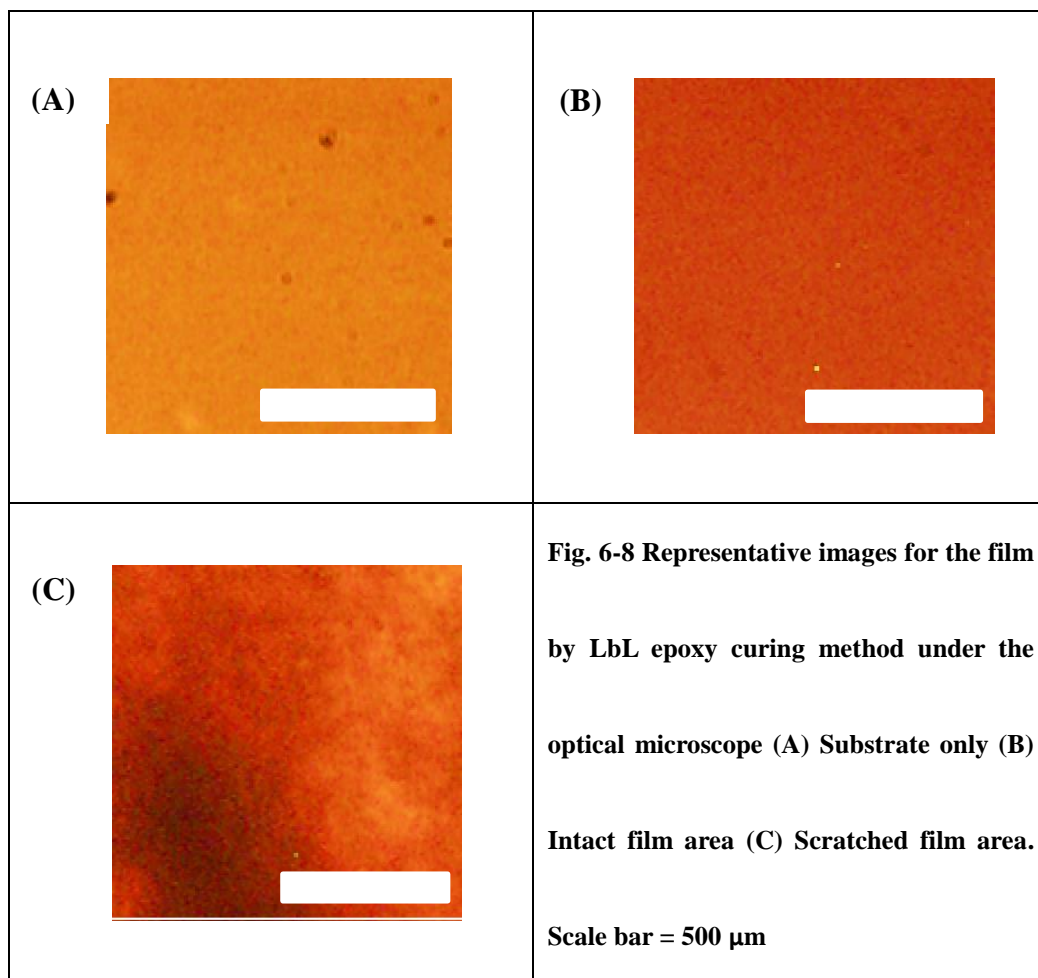 (A)
(B)
(C)
Fig. 6-8 Representative images for the film
by LbL epoxy curing method under the
optical microscope (A) Substrate only (B)
Intact film area (C) Scratched film area.
Scale bar = 500 μm